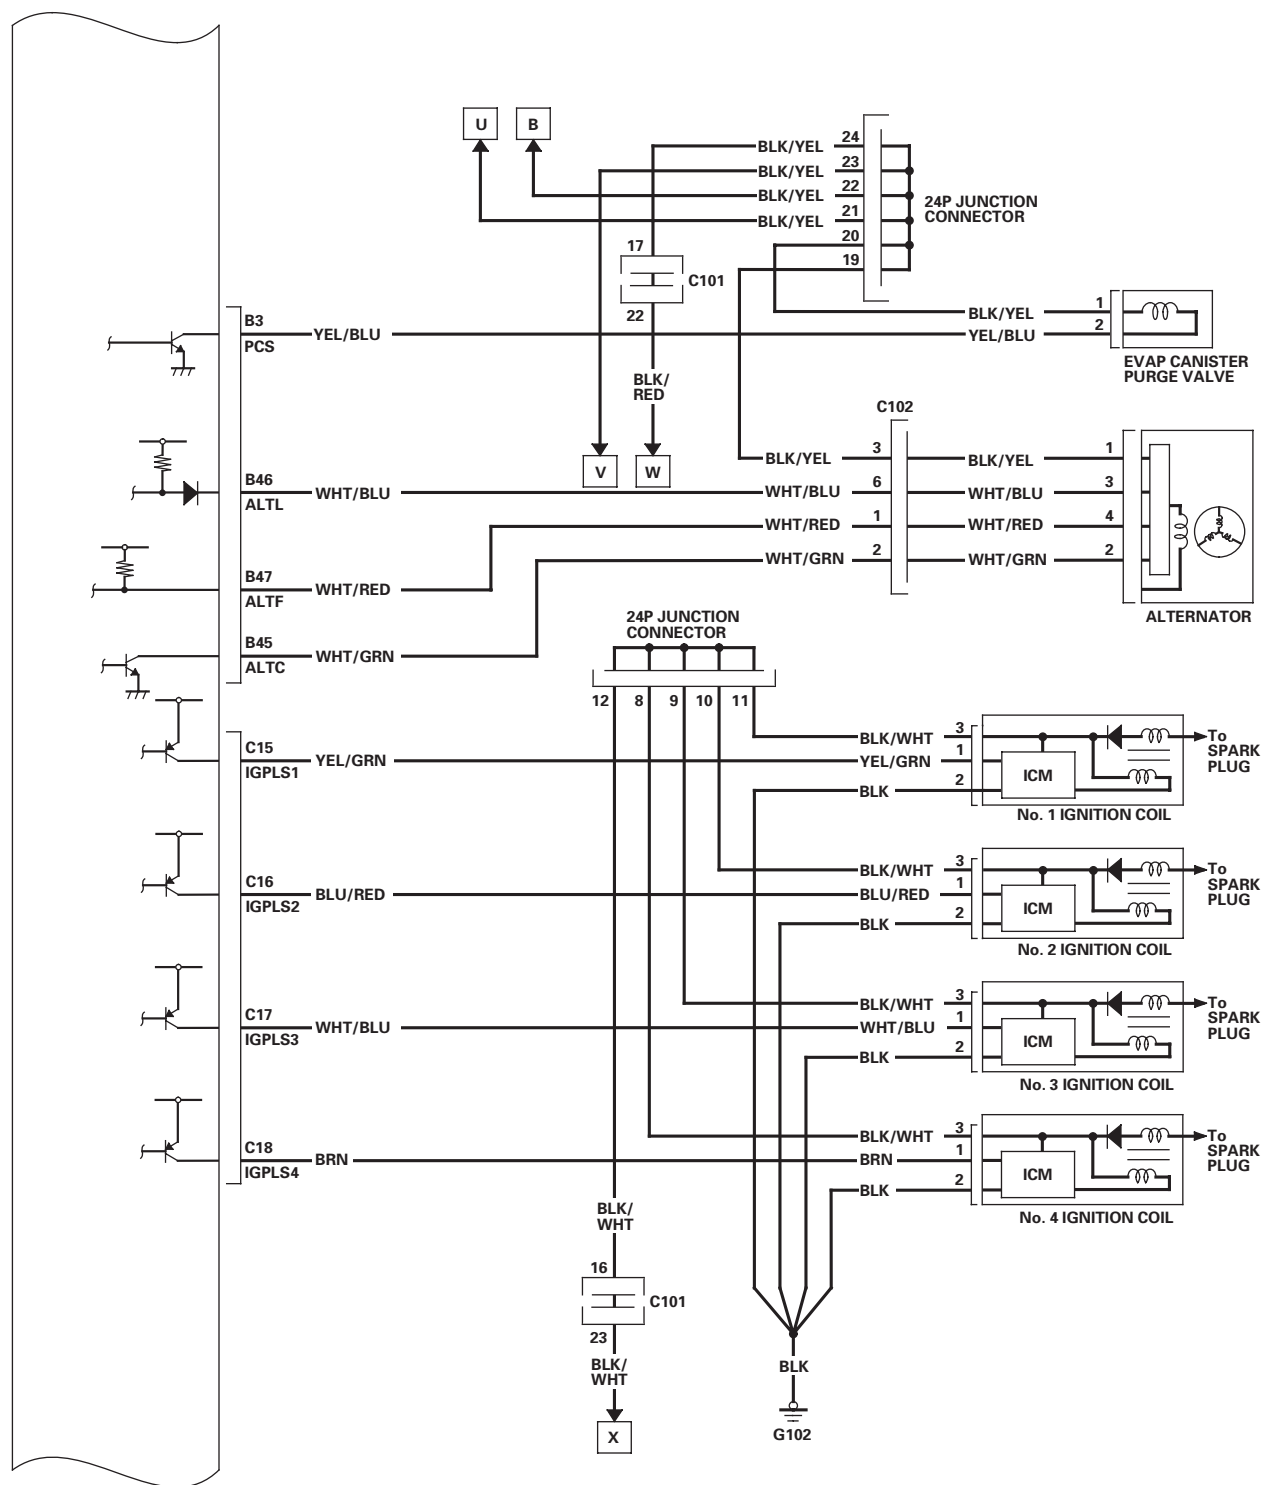 U
B
BLK/YEL
24
BLK/YEL
23
BLK/YEL
22
BLK/YEL
21
20
19
24P JUNCTION
CONNECTOR
17
C101
22
BLK/
RED
V
W
B3
PCS
YEL/BLU
BLK/YEL
1
YEL/BLU
2
EVAP CANISTER
PURGE VALVE
C102
BLK/YEL
3
BLK/YEL
1
B46
ALTL
WHT/BLU
WHT/BLU
6
WHT/BLU
3
WHT/RED
1
WHT/RED
4
WHT/GRN
2
WHT/GRN
2
ALTERNATOR
B47
ALTF
WHT/RED
B45
ALTC
WHT/GRN
24P JUNCTION
CONNECTOR
12
8
9
10
11
C15
IGPLS1
YEL/GRN
BLK/WHT
3
YEL/GRN
1
BLK
2
ICM
To
SPARK
PLUG
No. 1 IGNITION COIL
C16
IGPLS2
BLU/RED
BLK/WHT
3
BLU/RED
1
BLK
2
ICM
To
SPARK
PLUG
No. 2 IGNITION COIL
C17
IGPLS3
WHT/BLU
BLK/WHT
3
WHT/BLU
1
BLK
2
ICM
To
SPARK
PLUG
No. 3 IGNITION COIL
C18
IGPLS4
BRN
BLK/WHT
3
BRN
1
BLK
2
ICM
To
SPARK
PLUG
No. 4 IGNITION COIL
BLK/
WHT
16
C101
23
BLK/
WHT
X
BLK
G102